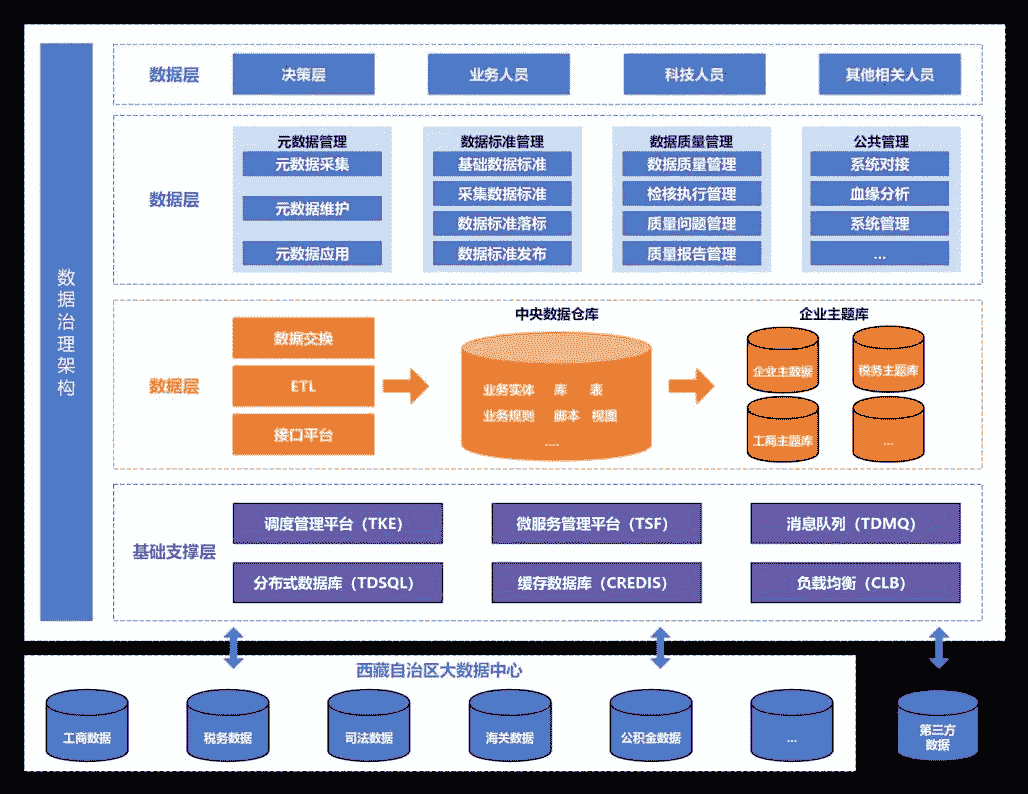 数据治理架构
数据层
决策层
业务人员
科技人员
其他相关人员
数据层
元数据管理
元数据采集
元数据维护
元数据应用
数据标准管理
基础数据标准
采集数据标准
数据标准落标
数据标准发布
数据质量管理
数据质量管理
检核执行管理
质量问题管理
质量报告管理
公共管理
系统对接
血缘分析
系统管理
...
数据层
数据交换
ETL
接口平台
中央数据仓库
业务实体 库 表
业务规则 脚本 视图
....
企业主题库
企业主数据
税务主题库
工商主题库
...
基础支撑层
调度管理平台（TKE）
微服务管理平台（TSF）
消息队列（TDMQ）
分布式数据库（TDSQL）
缓存数据库（CREDIS）
负载均衡（CLB）
西藏自治区大数据中心
工商数据
税务数据
司法数据
海关数据
公积金数据
...
第三方
数据